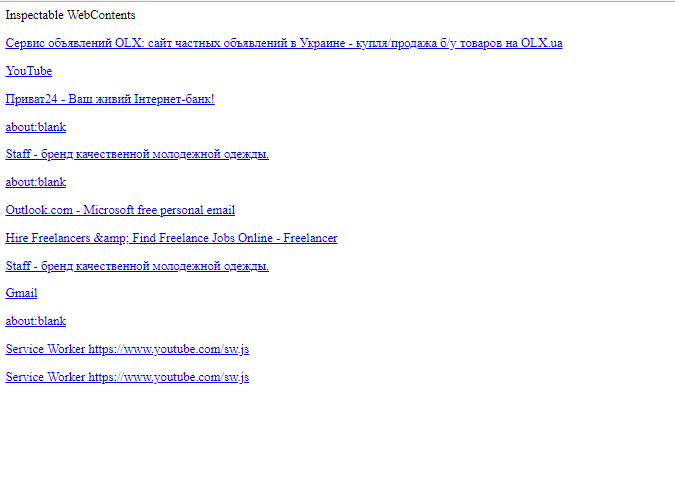 Inspectable WebContents
Сервис объявлений OLX: сайт частных объявлений в Украине - купля/продажа б/у товаров на OLX.ua
YouTube
Приват24 - Ваш живий Інтернет-банк!
about:blank
Staff - бренд качественной молодежной одежды.
about:blank
Outlook.com - Microsoft free personal email
Hire Freelancers &amp; Find Freelance Jobs Online - Freelancer
Staff - бренд качественной молодежной одежды.
Gmail
about:blank
Service Worker https://www.youtube.com/sw.js
Service Worker https://www.youtube.com/sw.js